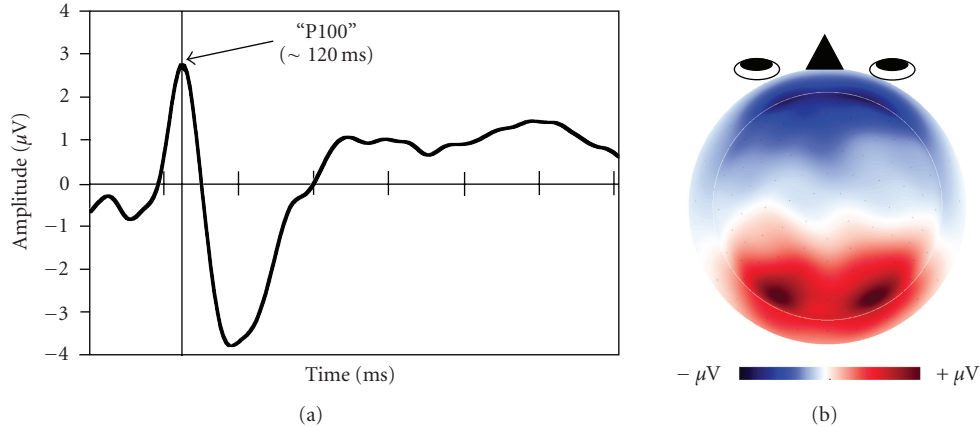 4
3
2
1
0
−1
−2
−3
−4
Amplitude (μV)
“P100”
(∼ 120 ms)
Time (ms)
(a)
− μV
+ μV
(b)